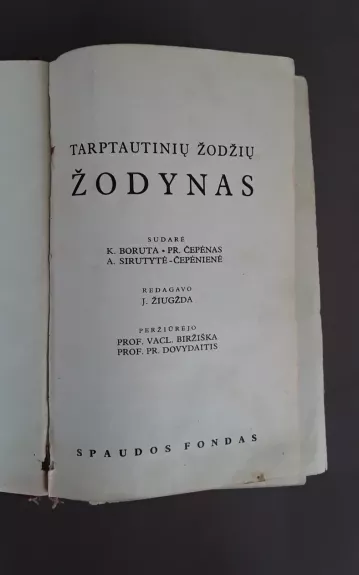 TARPTAUTINIŲ ŽODŽIŲ
ŽODYNAS
SUDARĖ
K. BORUTA • PR. ČEPĖNAS
A. SIRUTYTĖ-ČEPĖNIENĖ
REDAGAVO
J. ŽIUGŽDA
PERŽIŪRĖJO
PROF. VACL. BIRŽIŠKA
PROF. PR. DOVYDAITIS
SPAUDOS FONDAS